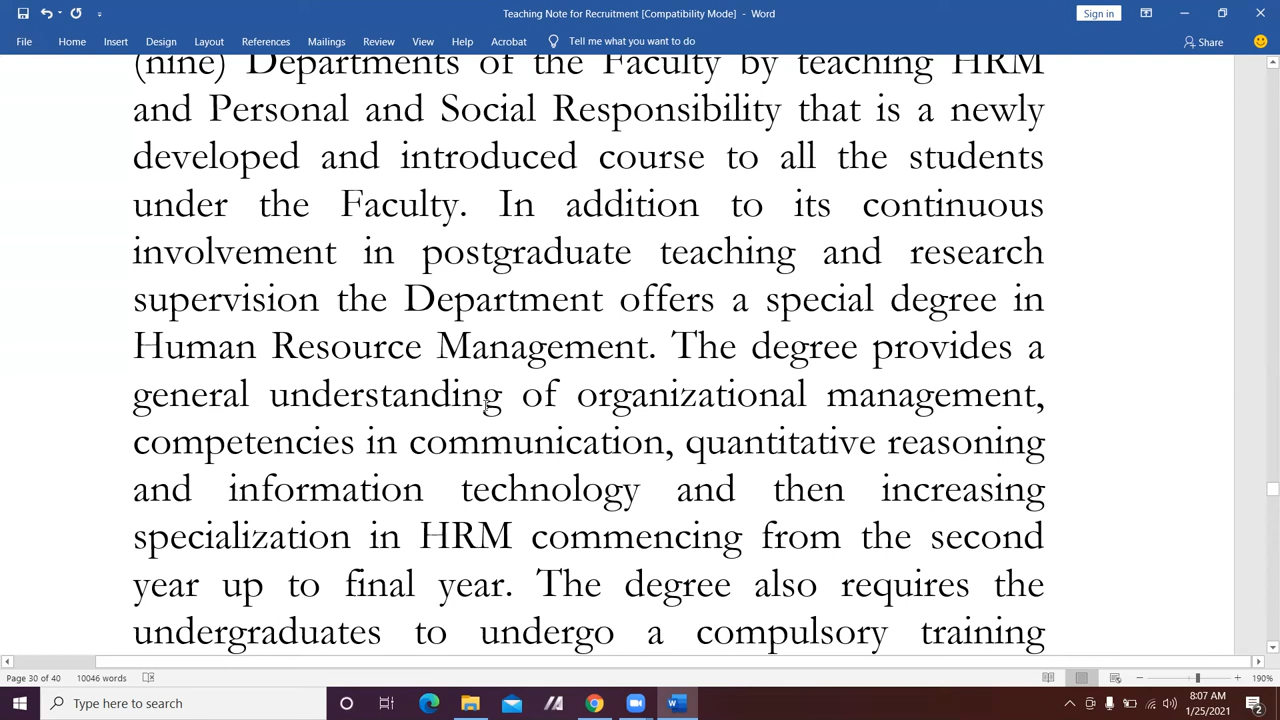 Teaching Note for Recruitment [Compatibility Mode] - Word
Sign in
File Home Insert Design Layout References Mailings Review View Help Acrobat Tell me what you want to do Share
(nine) Departments of the Faculty by teaching HRM
and Personal and Social Responsibility that is a newly
developed and introduced course to all the students
under the Faculty. In addition to its continuous
involvement in postgraduate teaching and research
supervision the Department offers a special degree in
Human Resource Management. The degree provides a
general understanding of organizational management,
competencies in communication, quantitative reasoning
and information technology and then increasing
specialization in HRM commencing from the second
year up to final year. The degree also requires the
undergraduates to undergo a compulsory training
Page 30 of 40 10046 words 190%
Type here to search
8:07 AM
1/25/2021
2